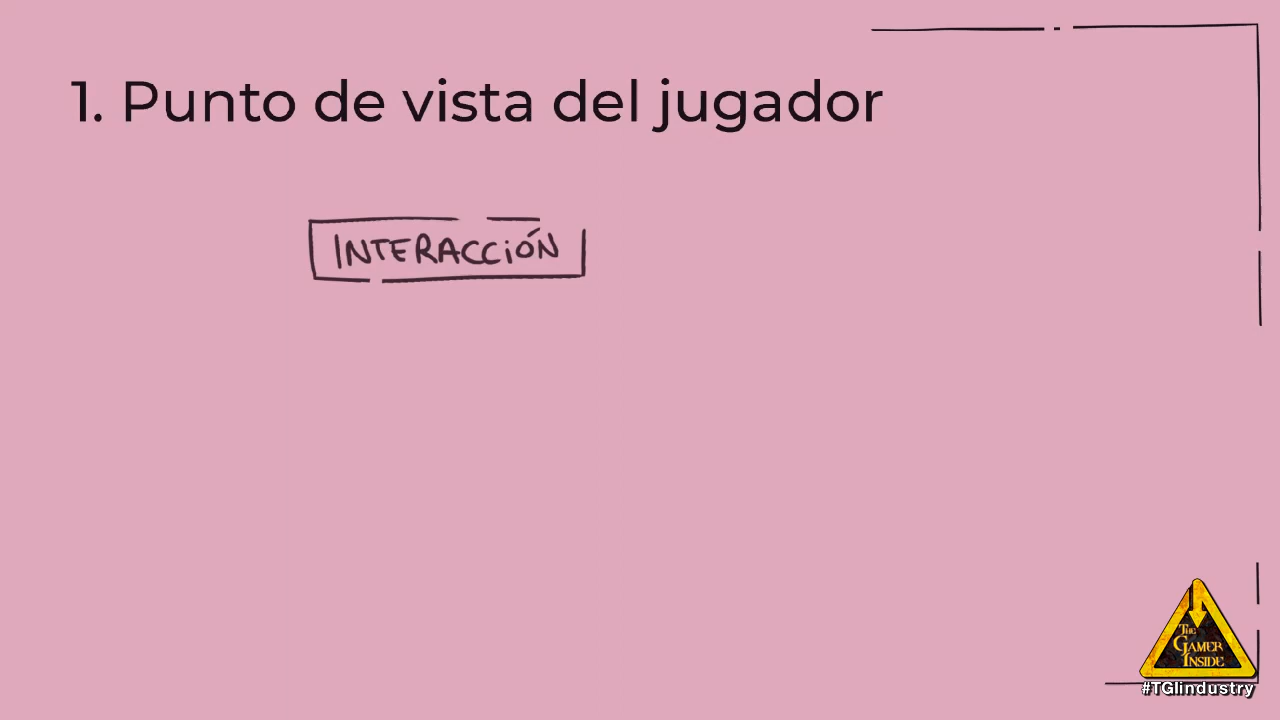 1. Punto de vista del jugador
INTERACCIÓN
THE
GAMER
INSIDE
#TGIindustry